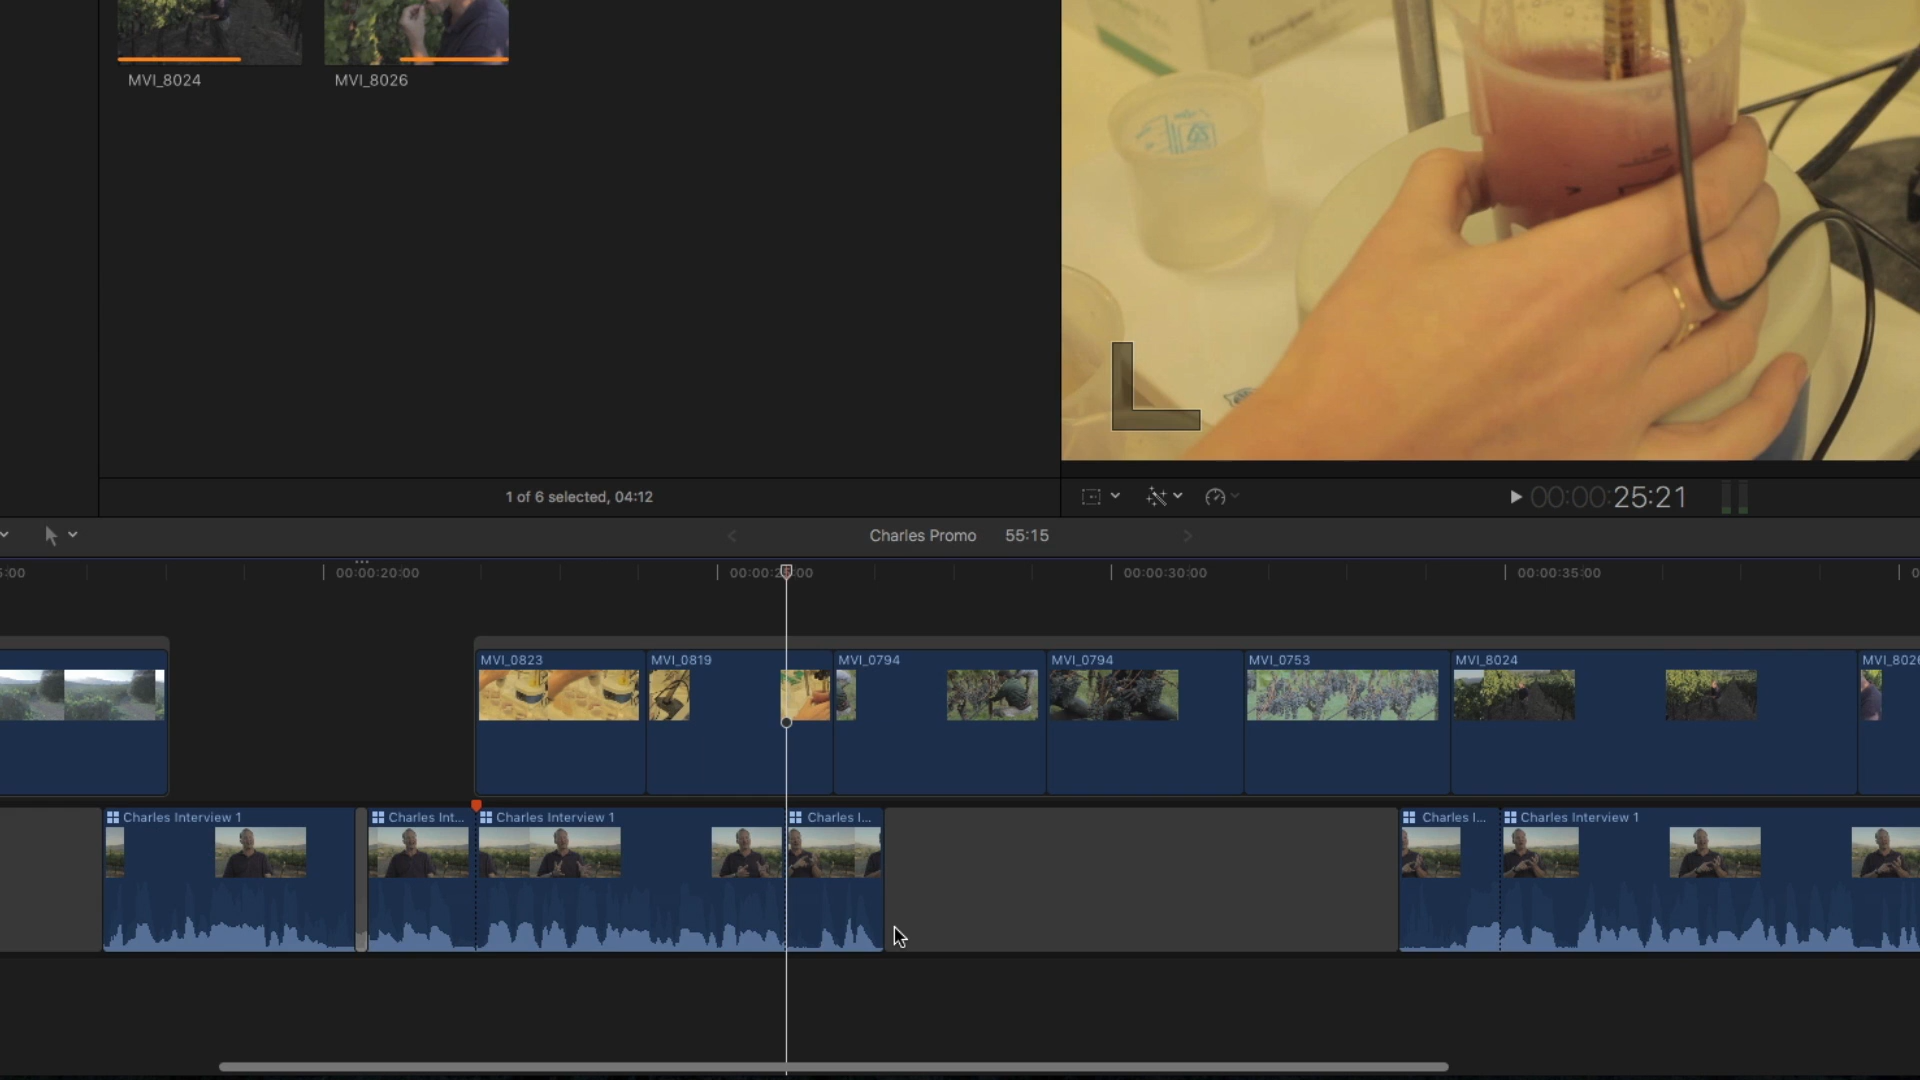 MVI_8024
MVI_8026
1 of 6 selected, 04:12
00:00:25:21
Charles Promo
55:15
00:00:20:00
00:00:30:00
00:00:35:00
MVI_0823
MVI_0819
MVI_0794
MVI_0794
MVI_0753
MVI_8024
Charles Interview 1
Charles Int...
Charles Interview 1
Charles I...
Charles I...
Charles Interview 1